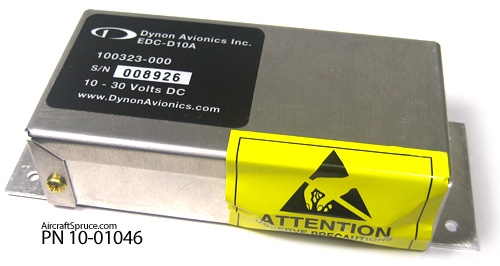 Dynon Avionics Inc.
EDC-D10A
100323-000
S/N 008926
10 - 30 Volts DC
www.DynonAvionics.com
ATTENTION
PRECAUTIONS
AircraftSpruce.com
PN 10-01046